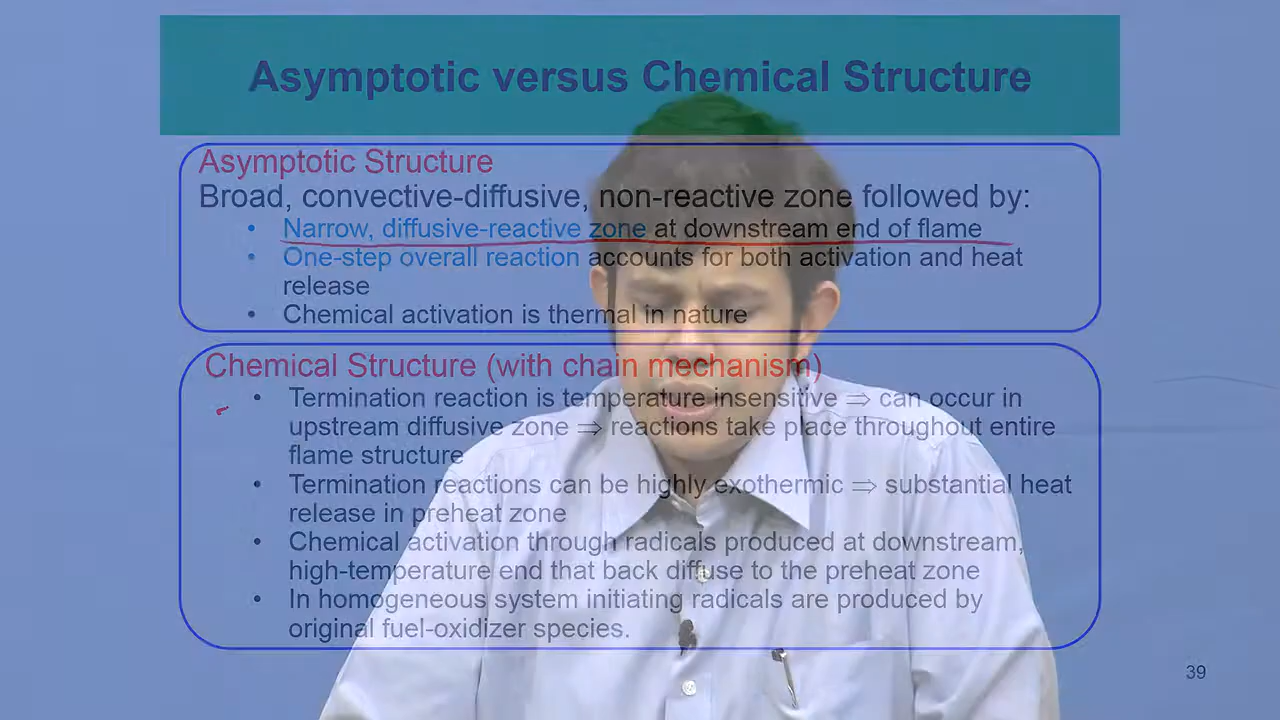 Asymptotic versus Chemical Structure
Asymptotic Structure
Broad, convective-diffusive, non-reactive zone followed by:
• Narrow, diffusive-reactive zone at downstream end of flame
• One-step overall reaction accounts for both activation and heat
release
• Chemical activation is thermal in nature
Chemical Structure (with chain mechanism)
• Termination reaction is temperature insensitive ⇒ can occur in
upstream diffusive zone ⇒ reactions take place throughout entire
flame structure
• Termination reactions can be highly exothermic ⇒ substantial heat
release in preheat zone
• Chemical activation through radicals produced at downstream,
high-temperature end that back diffuse to the preheat zone
• In homogeneous system initiating radicals are produced by
original fuel-oxidizer species.
39